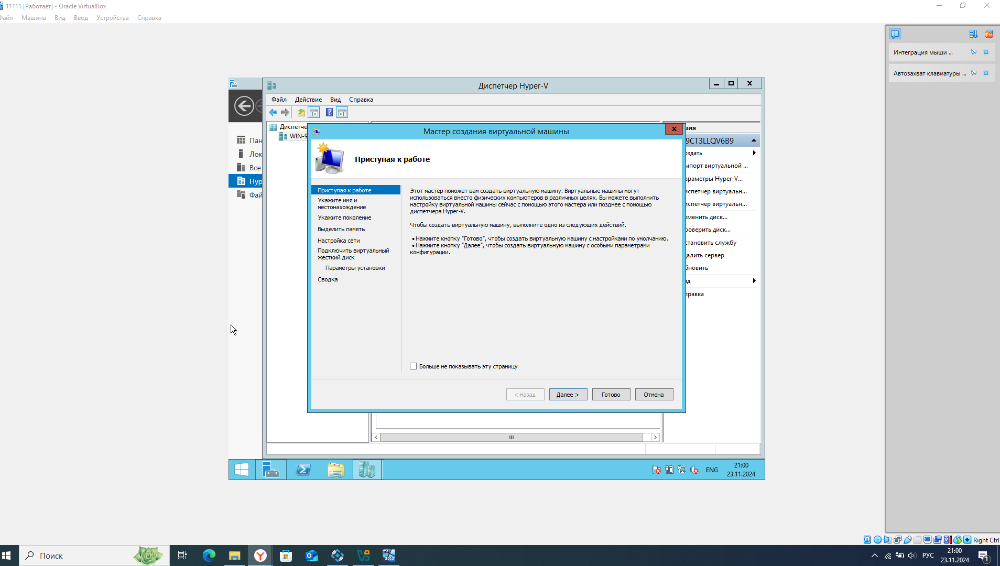 11111 [Работает] - Oracle VirtualBox
Файл Машина Вид Ввод Устройства Справка
Интеграция мыши ...
Автозахват клавиатуры ...
Диспетчер Hyper-V
Файл Действие Вид Справка
Диспетче
WIN-9
Пан
Лок
Все
Hyp
Фай
Мастер создания виртуальной машины
Приступая к работе
Приступая к работе
Укажите имя и
местонахождение
Укажите поколение
Выделить память
Настройка сети
Подключить виртуальный
жесткий диск
Параметры установки
Сводка
Этот мастер поможет вам создать виртуальную машину. Виртуальные машины могут
использоваться вместо физических компьютеров в различных целях. Вы можете выполнить
настройку виртуальной машины сейчас с помощью этого мастера или позднее с помощью
диспетчера Hyper-V.
Чтобы создать виртуальную машину, выполните одно из следующих действий.
• Нажмите кнопку "Готово", чтобы создать виртуальную машину с настройками по умолчанию.
• Нажмите кнопку "Далее", чтобы создать виртуальную машину с особыми параметрами
конфигурации.
Больше не показывать эту страницу
< Назад Далее > Готово Отмена
вия
9CT3LLQV6B9
оздать
мпорт виртуальной ...
араметры Hyper-V...
испетчер виртуальн...
испетчер виртуальн...
зменить диск...
роверить диск...
становить службу
далить сервер
бновить
ид
правка
ENG
21:00
23.11.2024
Right Ctrl
Поиск
x64
2012
РУС
21:00
23.11.2024
1